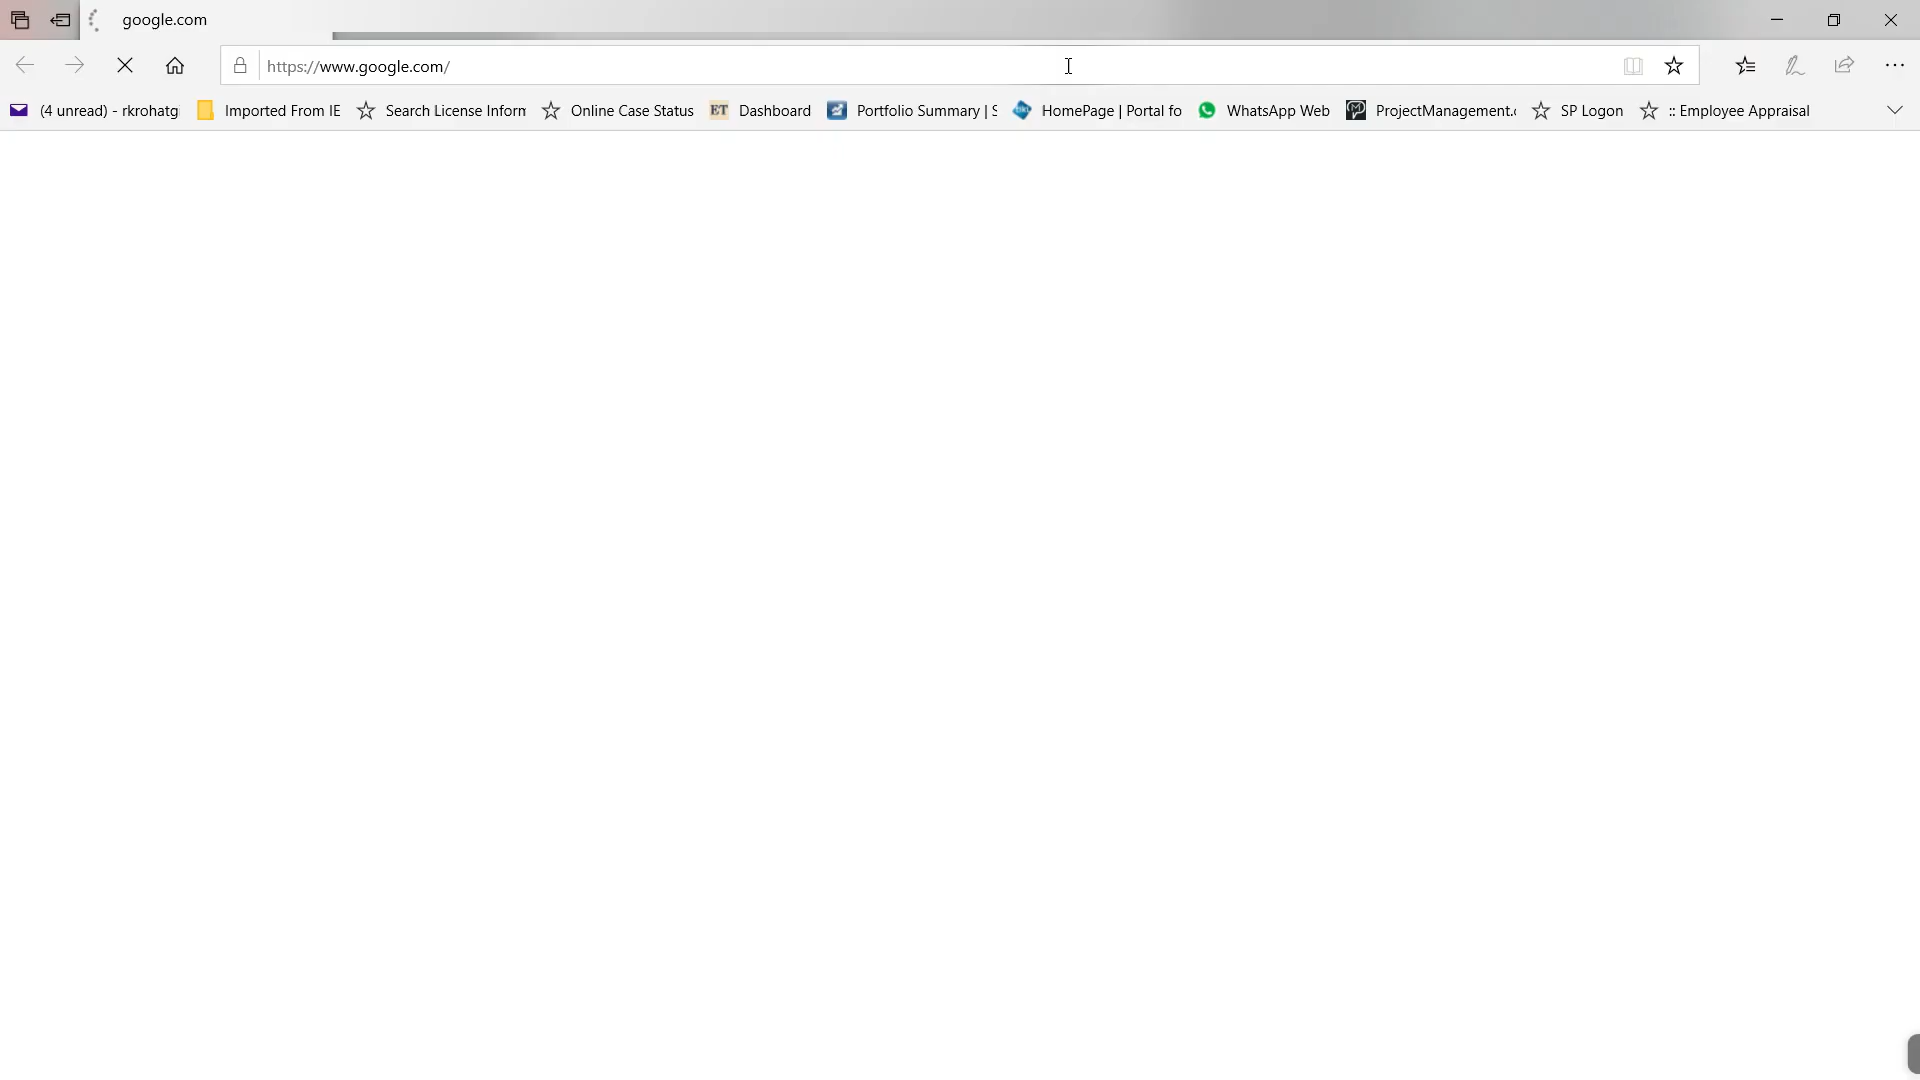 google.com
https://www.google.com/
(4 unread) - rkrohatg Imported From IE Search License Inform Online Case Status ET Dashboard Portfolio Summary | S HomePage | Portal fo WhatsApp Web ProjectManagement.c SP Logon :: Employee Appraisal